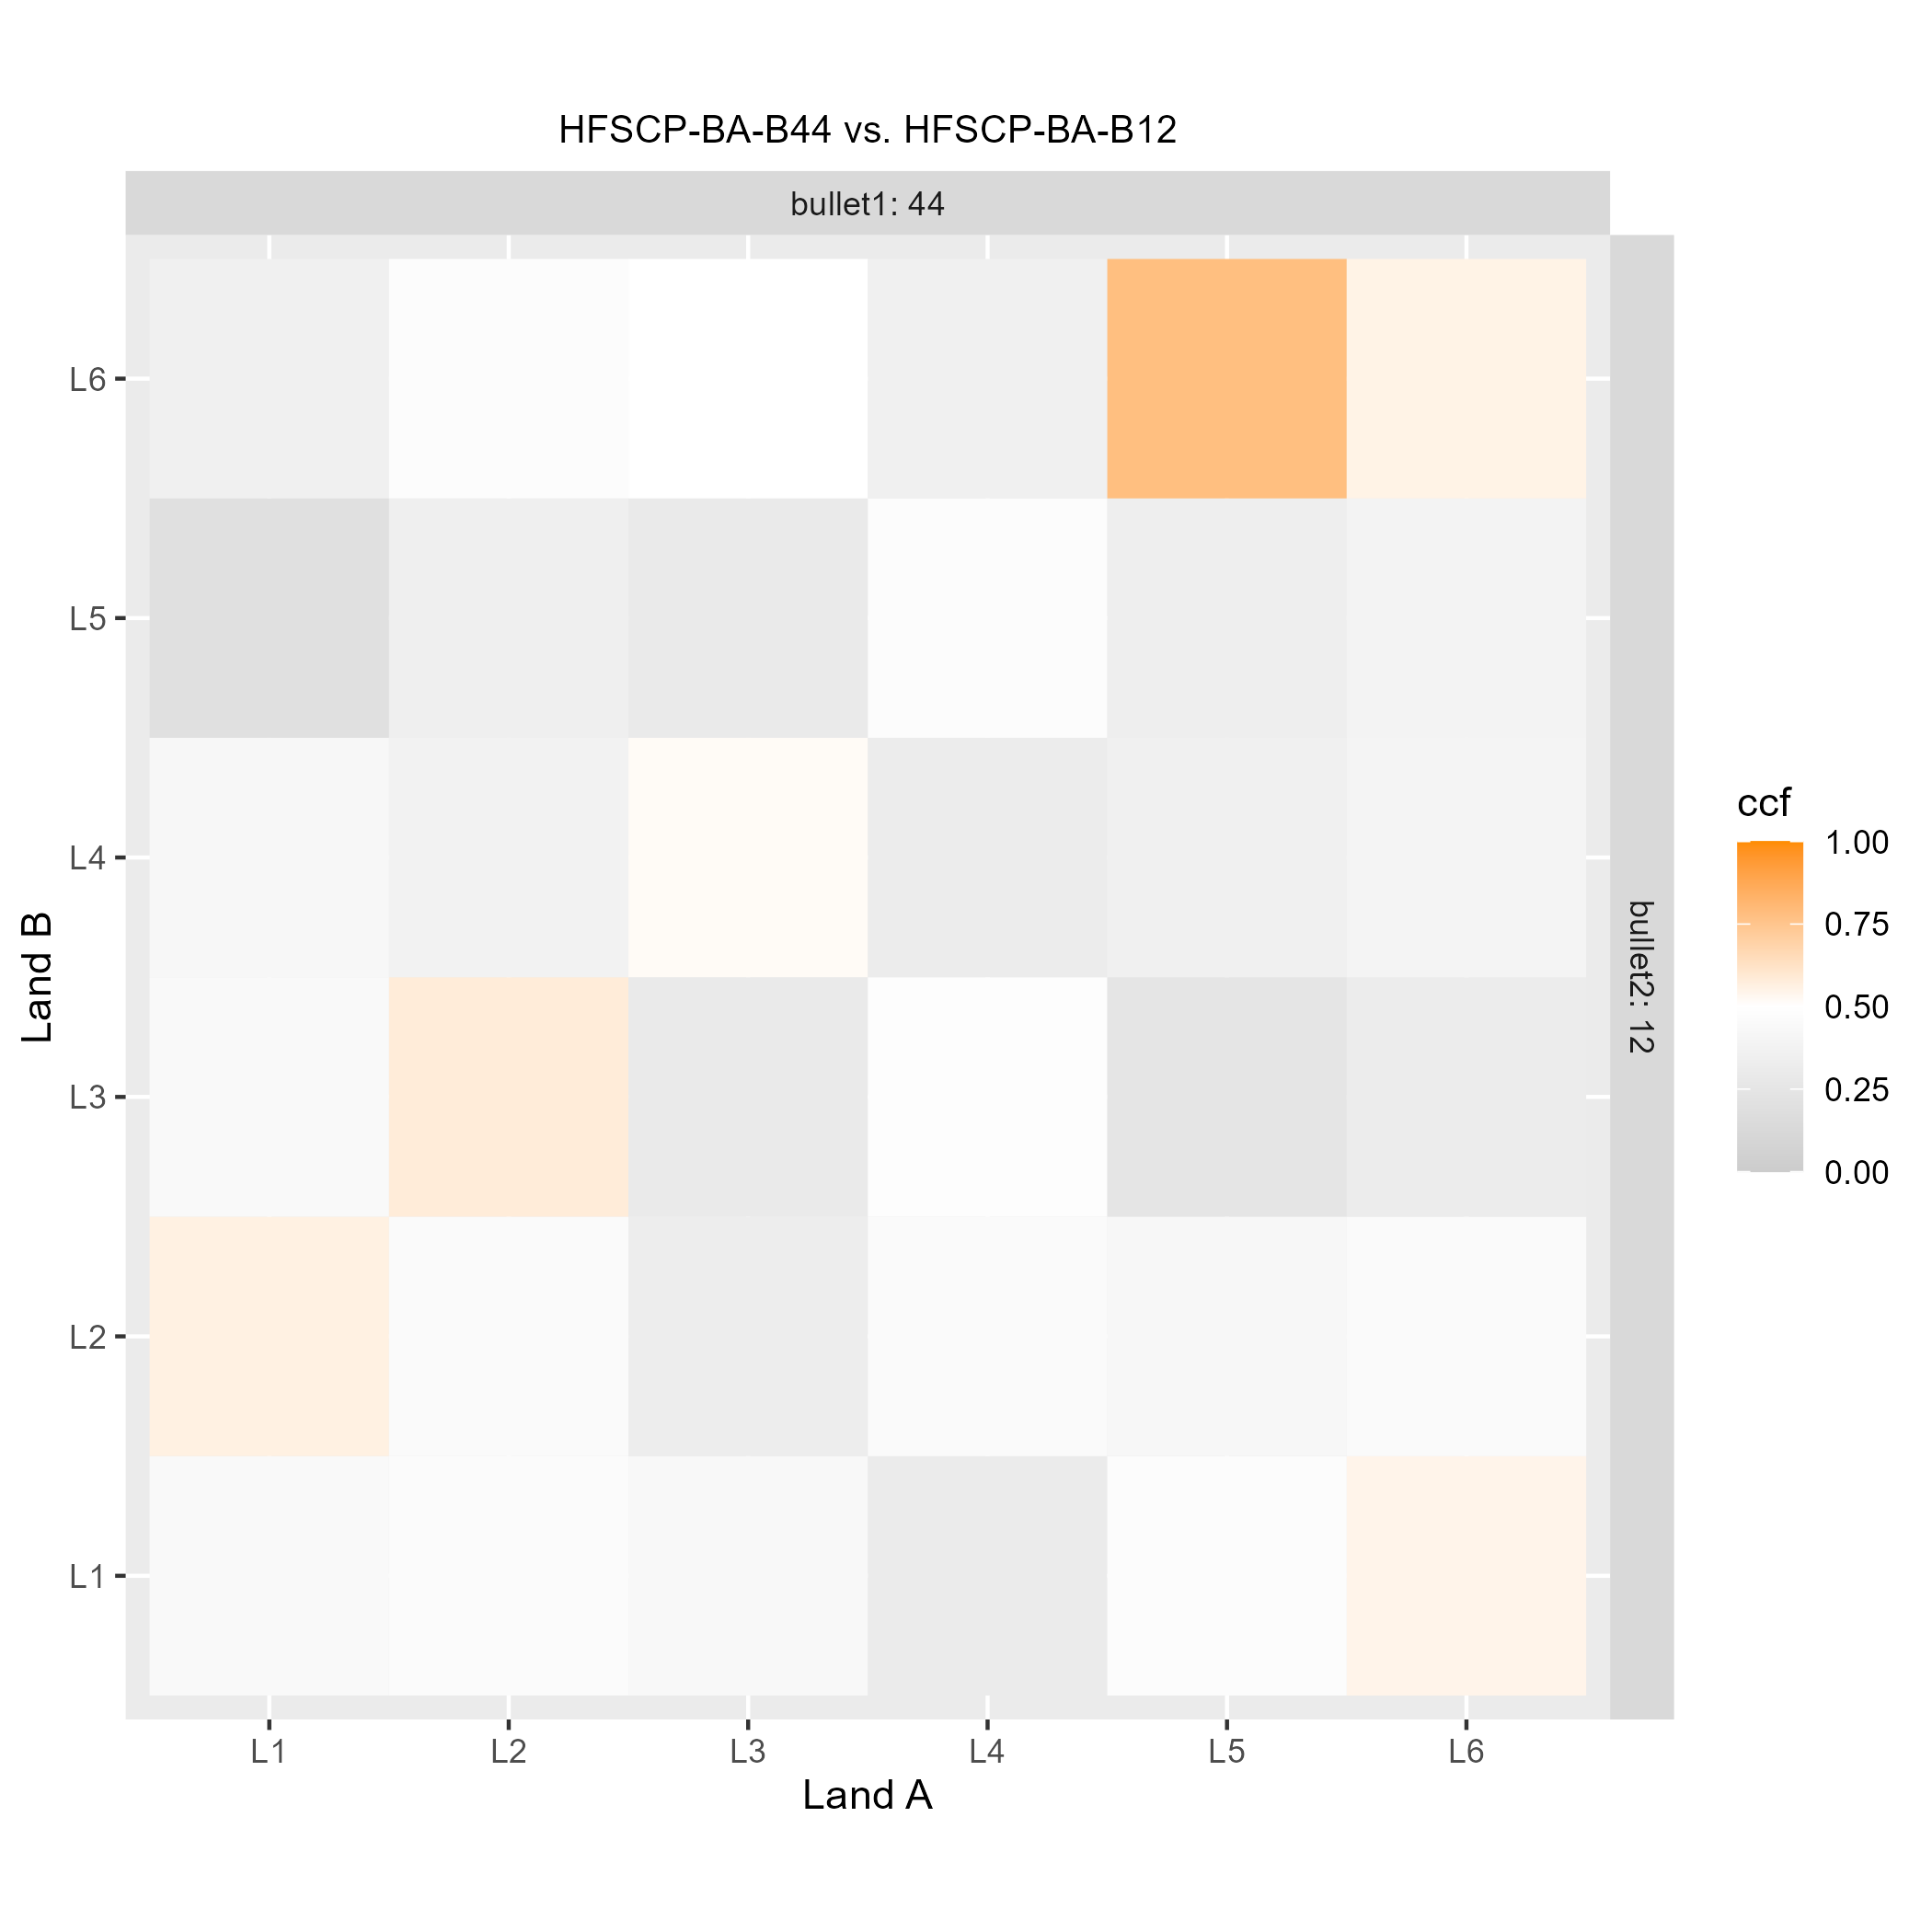 HFSCP-BA-B44 vs. HFSCP-BA-B12
bullet1: 44
L6
L5
L4
L3
L2
L1
Land B
bullet2: 12
L1 L2 L3 L4 L5 L6
Land A
ccf
1.00
0.75
0.50
0.25
0.00